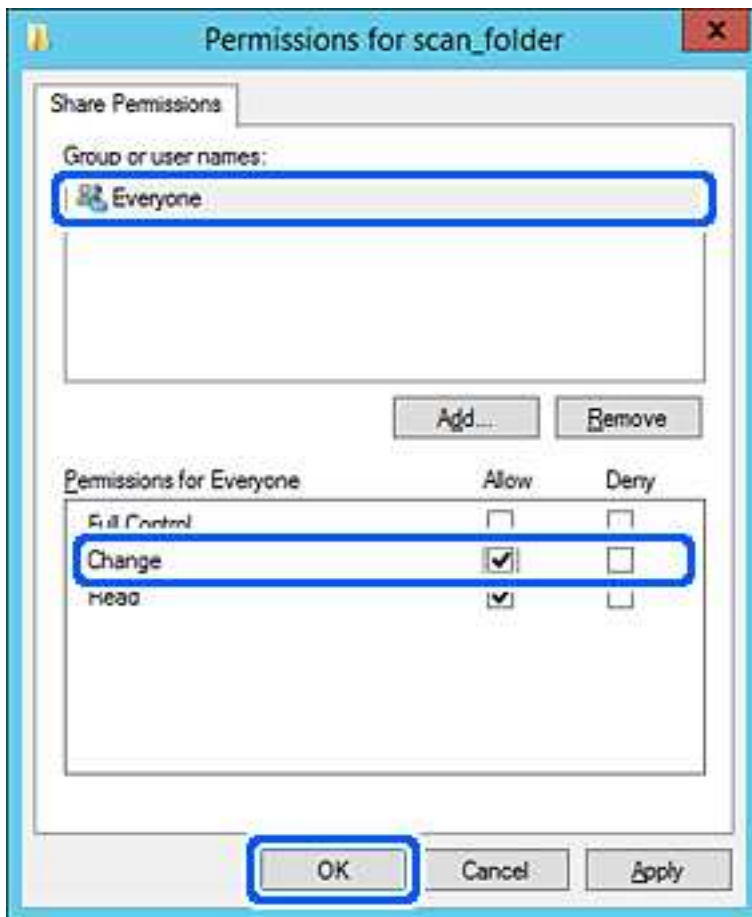 Permissions for scan_folder
x
Share Permissions
Group or user names:
Everyone
Add... Remove
Permissions for Everyone Allow Deny
Full Control
Change
Read
OK Cancel Apply